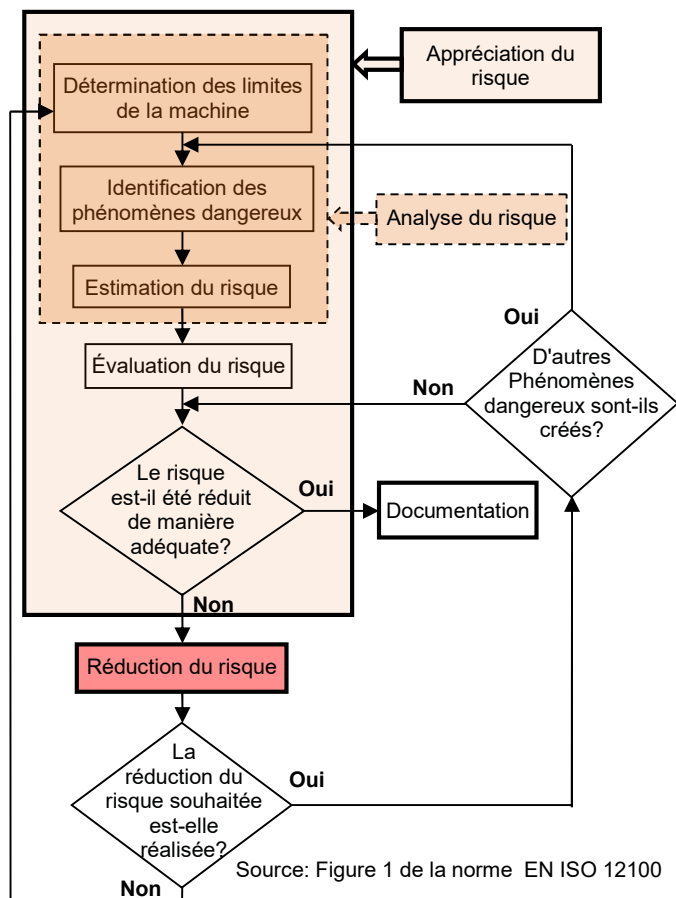 Appréciation du
risque
Détermination des limites
de la machine
Identification des
phénomènes dangereux
Analyse du risque
Estimation du risque
Évaluation du risque
Oui
D'autres
Phénomènes
dangereux sont-ils
créés?
Non
Le risque
est-il été réduit
de manière
adéquate?
Oui
Documentation
Non
Réduction du risque
La
réduction du
risque souhaitée
est-elle
réalisée?
Oui
Non
Source: Figure 1 de la norme EN ISO 12100